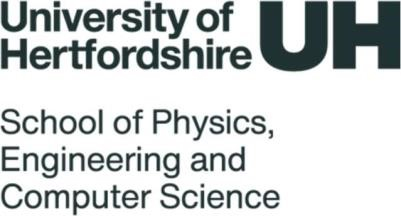 University of
Hertfordshire UH
School of Physics,
Engineering and
Computer Science